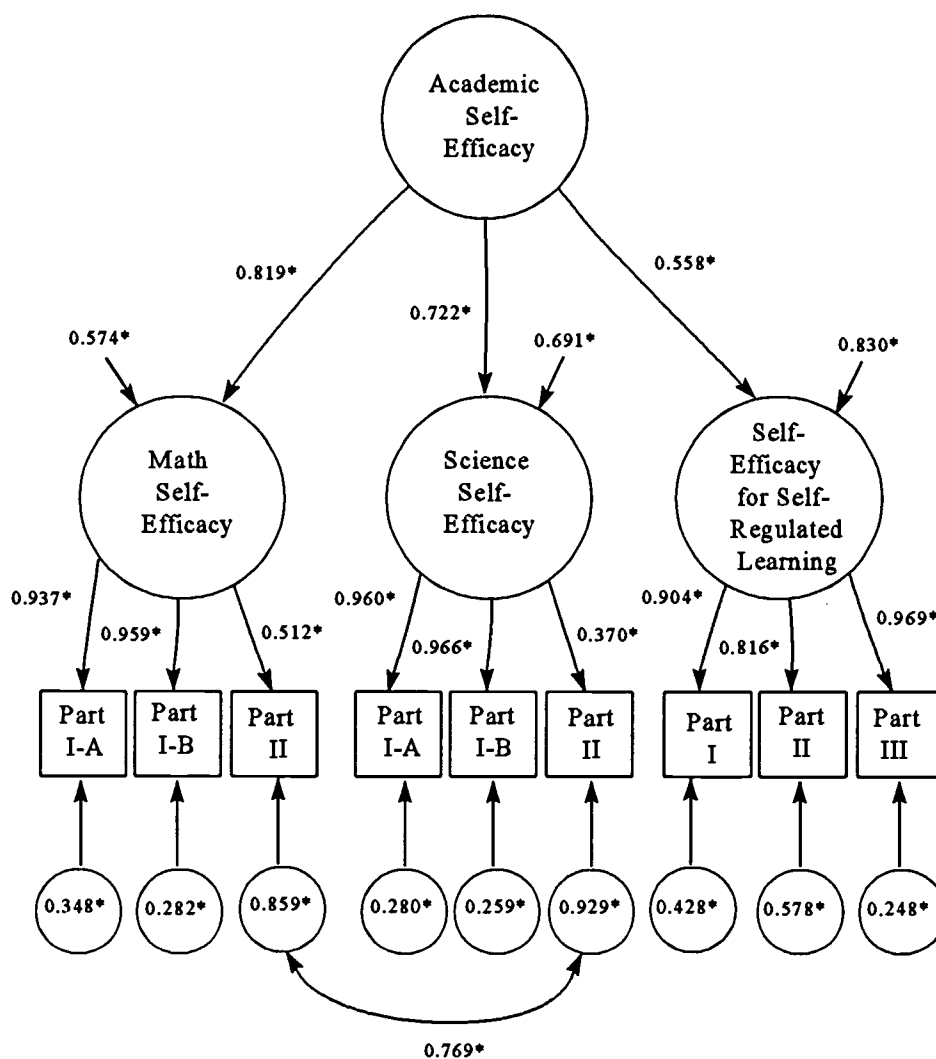 Academic
Self-
Efficacy
0.819*
0.558*
0.722*
0.574*
0.691*
0.830*
Math
Self-
Efficacy
Science
Self-
Efficacy
Self-
Efficacy
for Self-
Regulated
Learning
0.937*
0.959*
0.512*
0.960*
0.966*
0.370*
0.904*
0.816*
0.969*
Part
I-A
Part
I-B
Part
II
Part
I-A
Part
I-B
Part
II
Part
I
Part
II
Part
III
0.348*
0.282*
0.859*
0.280*
0.259*
0.929*
0.428*
0.578*
0.248*
0.769*